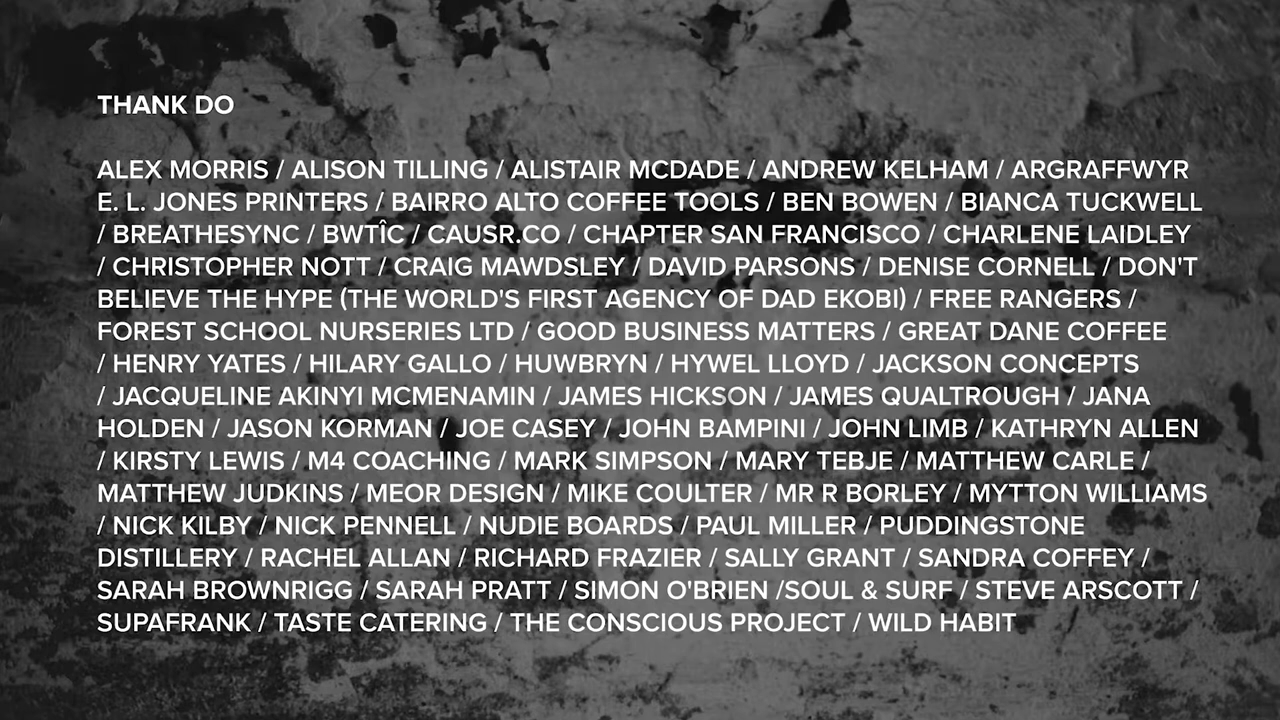 THANK DO
ALEX MORRIS / ALISON TILLING / ALISTAIR MCDADE / ANDREW KELHAM / ARGRAFFWYR
E. L. JONES PRINTERS / BAIRRO ALTO COFFEE TOOLS / BEN BOWEN / BIANCA TUCKWELL
/ BREATHESYNC / BWTÎC / CAUSR.CO / CHAPTER SAN FRANCISCO / CHARLENE LAIDLEY
/ CHRISTOPHER NOTT / CRAIG MAWDSLEY / DAVID PARSONS / DENISE CORNELL / DON'T
BELIEVE THE HYPE (THE WORLD'S FIRST AGENCY OF DAD EKOBI) / FREE RANGERS /
FOREST SCHOOL NURSERIES LTD / GOOD BUSINESS MATTERS / GREAT DANE COFFEE
/ HENRY YATES / HILARY GALLO / HUWBRYN / HYWEL LLOYD / JACKSON CONCEPTS
/ JACQUELINE AKINYI MCMENAMIN / JAMES HICKSON / JAMES QUALTROUGH / JANA
HOLDEN / JASON KORMAN / JOE CASEY / JOHN BAMPINI / JOHN LIMB / KATHRYN ALLEN
/ KIRSTY LEWIS / M4 COACHING / MARK SIMPSON / MARY TEBJE / MATTHEW CARLE /
MATTHEW JUDKINS / MEOR DESIGN / MIKE COULTER / MR R BORLEY / MYTTON WILLIAMS
/ NICK KILBY / NICK PENNELL / NUDIE BOARDS / PAUL MILLER / PUDDINGSTONE
DISTILLERY / RACHEL ALLAN / RICHARD FRAZIER / SALLY GRANT / SANDRA COFFEY /
SARAH BROWNRIGG / SARAH PRATT / SIMON O'BRIEN /SOUL & SURF / STEVE ARSCOTT /
SUPAFRANK / TASTE CATERING / THE CONSCIOUS PROJECT / WILD HABIT